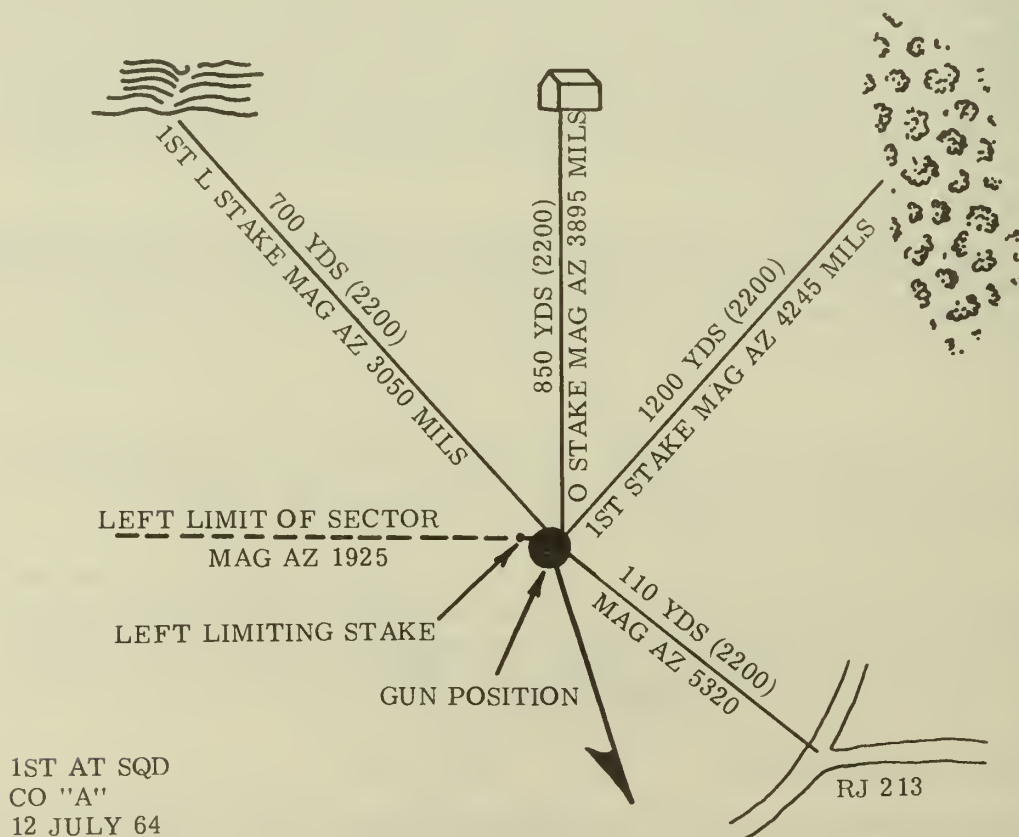 700 YDS (2200)
1ST L STAKE MAG AZ 3050 MILS
850 YDS (2200)
O STAKE MAG AZ 3895 MILS
1200 YDS (2200)
1ST STAKE MAG AZ 4245 MILS
LEFT LIMIT OF SECTOR
MAG AZ 1925
LEFT LIMITING STAKE
GUN POSITION
110 YDS (2200)
MAG AZ 5320
RJ 213
1ST AT SQD
CO "A"
12 JULY 64